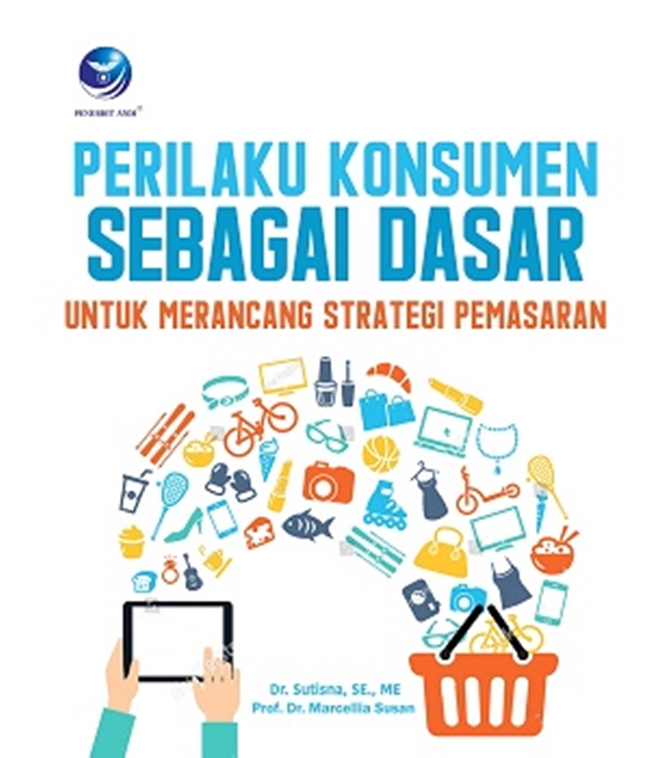 PENERBIT ANDI®
PERILAKU KONSUMEN
SEBAGAI DASAR
UNTUK MERANCANG STRATEGI PEMASARAN
Dr. Sutisna, SE., ME
Prof. Dr. Marcellia Susan